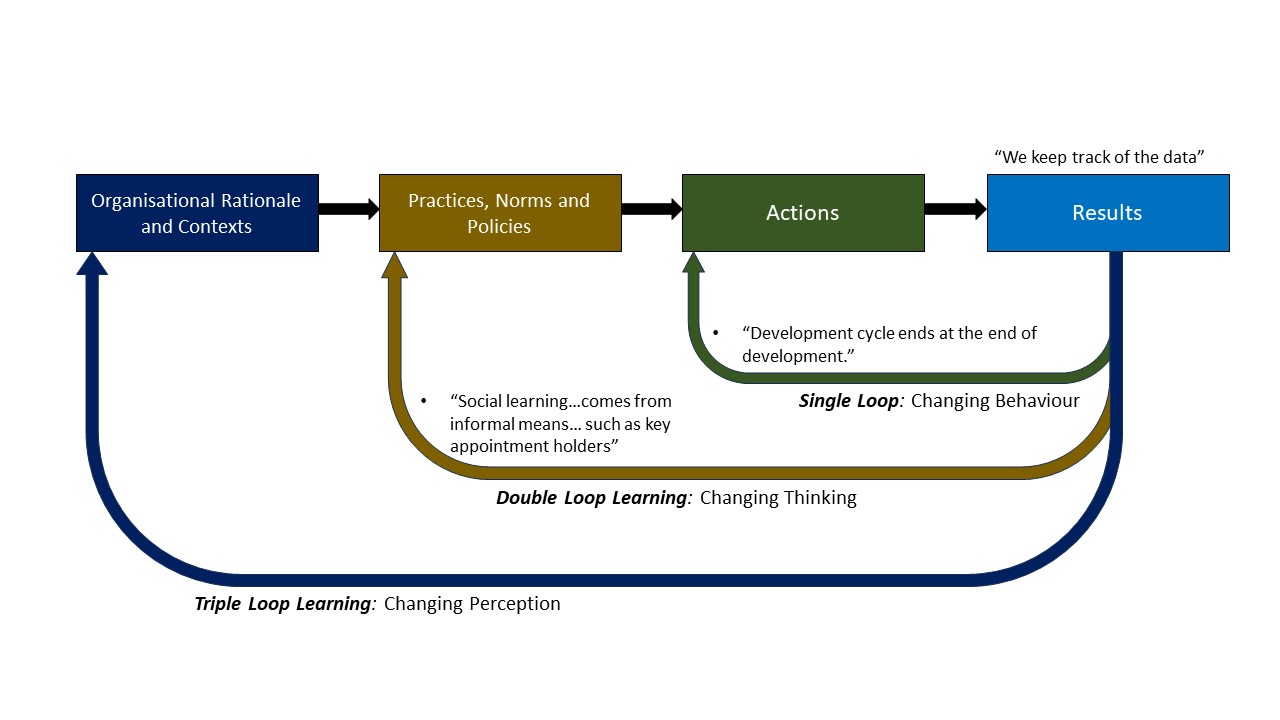 “We keep track of the data”
Organisational Rationale
and Contexts
Practices, Norms and
Policies
Actions
Results
• “Development cycle ends at the end of
development.”
Single Loop: Changing Behaviour
• “Social learning…comes from
informal means… such as key
appointment holders”
Double Loop Learning: Changing Thinking
Triple Loop Learning: Changing Perception